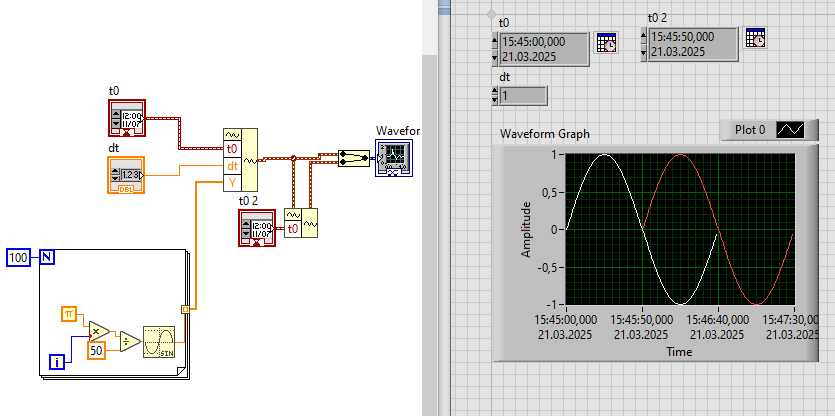 t0
15:45:00,000
21.03.2025
t0 2
15:45:50,000
21.03.2025
dt
1
Waveform Graph
Plot 0
Amplitude
1
0,5
0
-0,5
-1
15:45:00,000 15:45:50,000 15:46:40,000 15:47:30,000
21.03.2025 21.03.2025 21.03.2025 21.03.2025
Time
t0
12:00
11/07
dt
1.23
DBL
t0
dt
Y
t0 2
12:00
11/07
t0
Wavefor
100
N
π
×
÷
50
i
SIN